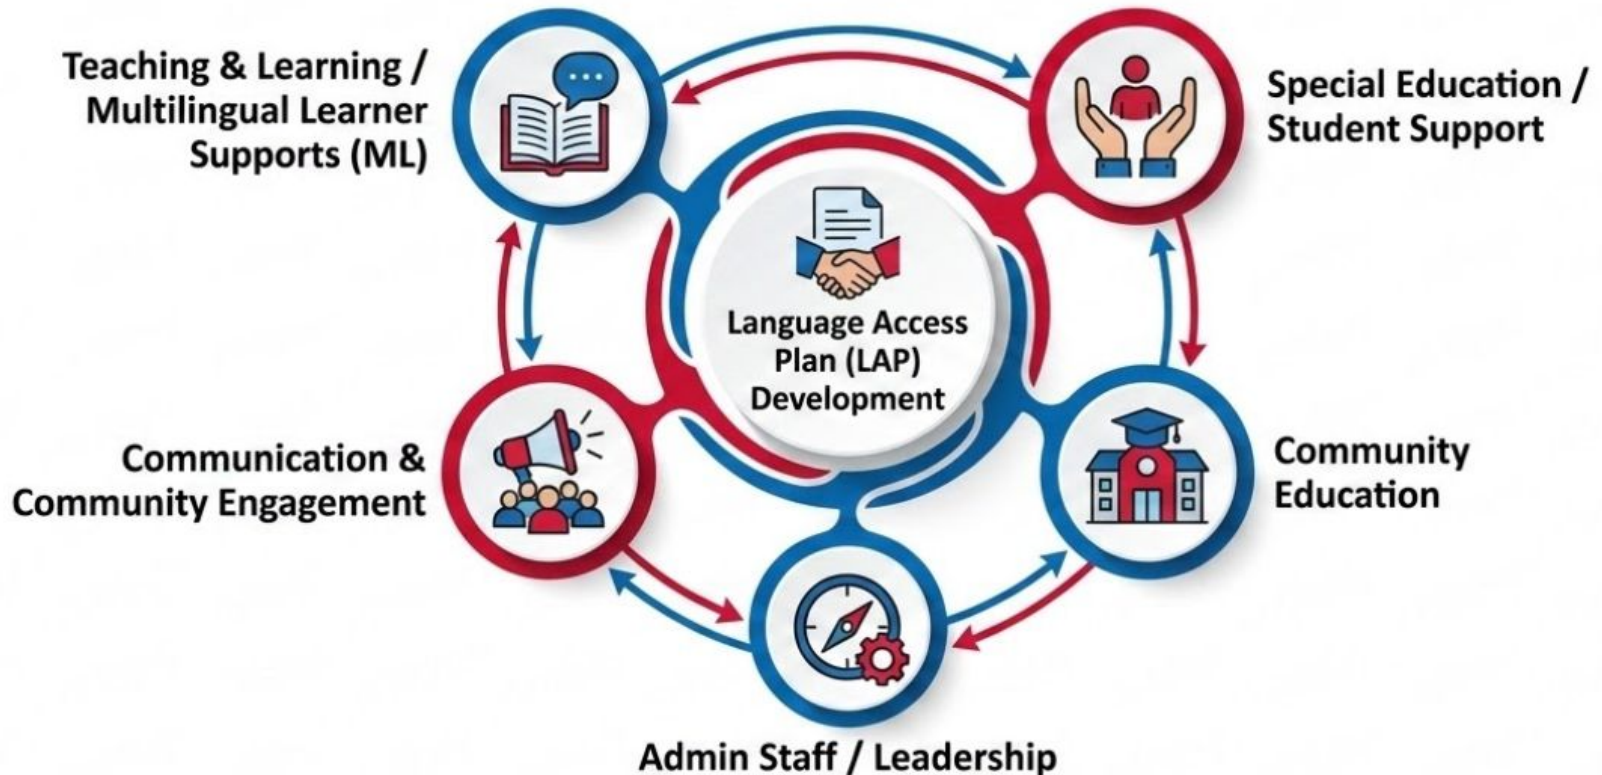 Teaching & Learning /
Multilingual Learner
Supports (ML)
Special Education /
Student Support
Language Access
Plan (LAP)
Development
Communication &
Community Engagement
Community
Education
Admin Staff / Leadership